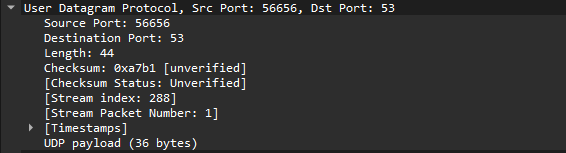 User Datagram Protocol, Src Port: 56656, Dst Port: 53
Source Port: 56656
Destination Port: 53
Length: 44
Checksum: 0xa7b1 [unverified]
[Checksum Status: Unverified]
[Stream index: 288]
[Stream Packet Number: 1]
[Timestamps]
UDP payload (36 bytes)